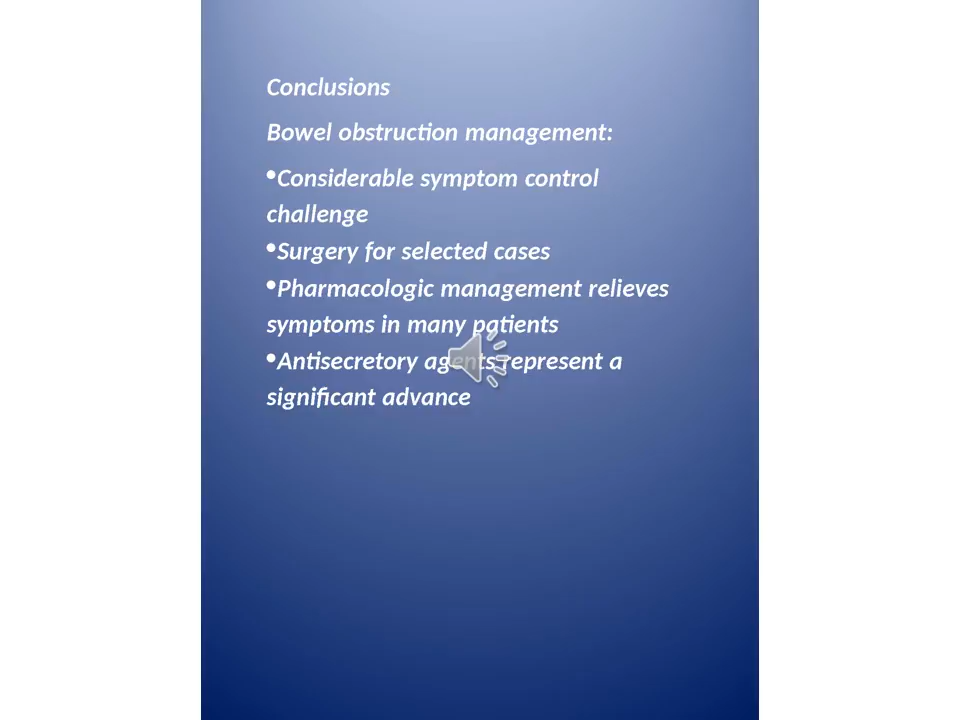 Conclusions
Bowel obstruction management:
•Considerable symptom control
challenge
•Surgery for selected cases
•Pharmacologic management relieves
symptoms in many patients
•Antisecretory agents represent a
significant advance